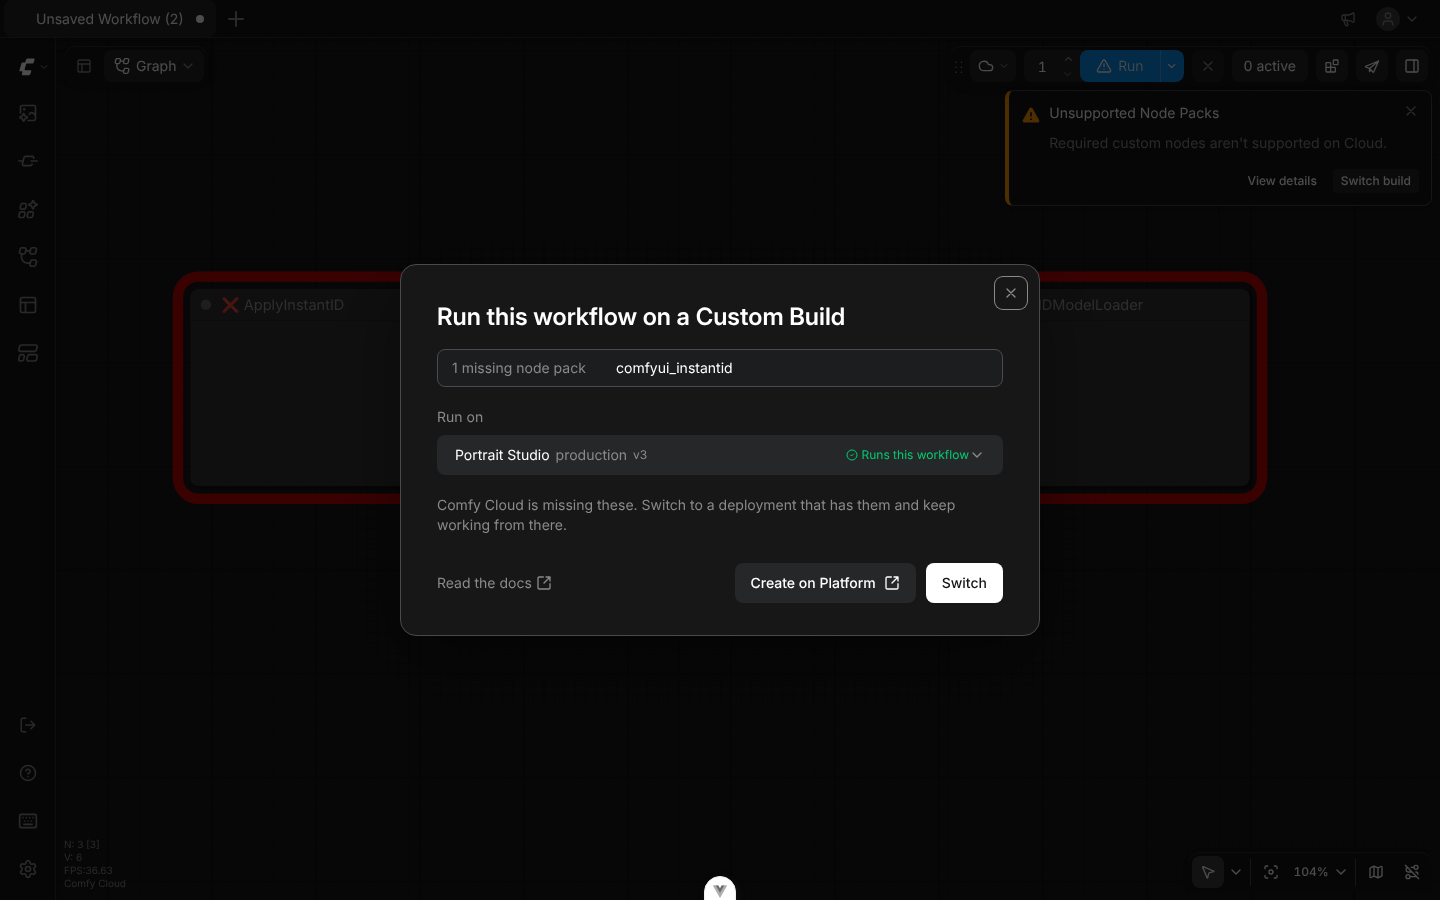 Unsaved Workflow (2)
Graph
1
Run
0 active
Unsupported Node Packs
Required custom nodes aren't supported on Cloud.
View details
Switch build
ApplyInstantID
IDModelLoader
Run this workflow on a Custom Build
1 missing node pack
comfyui_instantid
Run on
Portrait Studio production v3
Runs this workflow
Comfy Cloud is missing these. Switch to a deployment that has them and keep
working from there.
Read the docs
Create on Platform
Switch
N: 3 [3]
V: 6
FPS:36.63
Comfy Cloud
104%